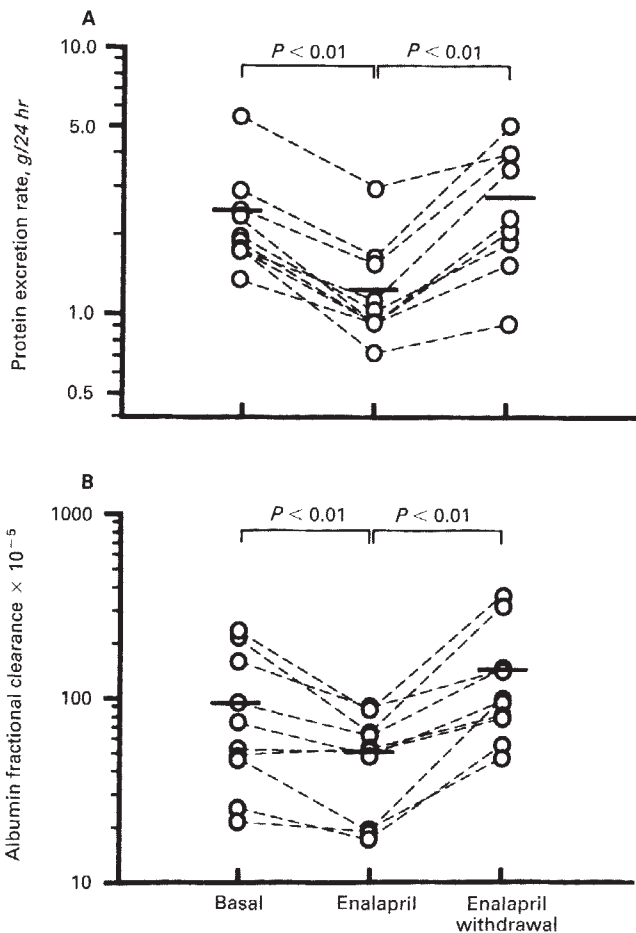 A
P < 0.01 P < 0.01
10.0
5.0
1.0
0.5
Protein excretion rate, g/24 hr
B
P < 0.01 P < 0.01
1000
100
10
Albumin fractional clearance × 10⁻⁵
Basal Enalapril Enalapril
withdrawal